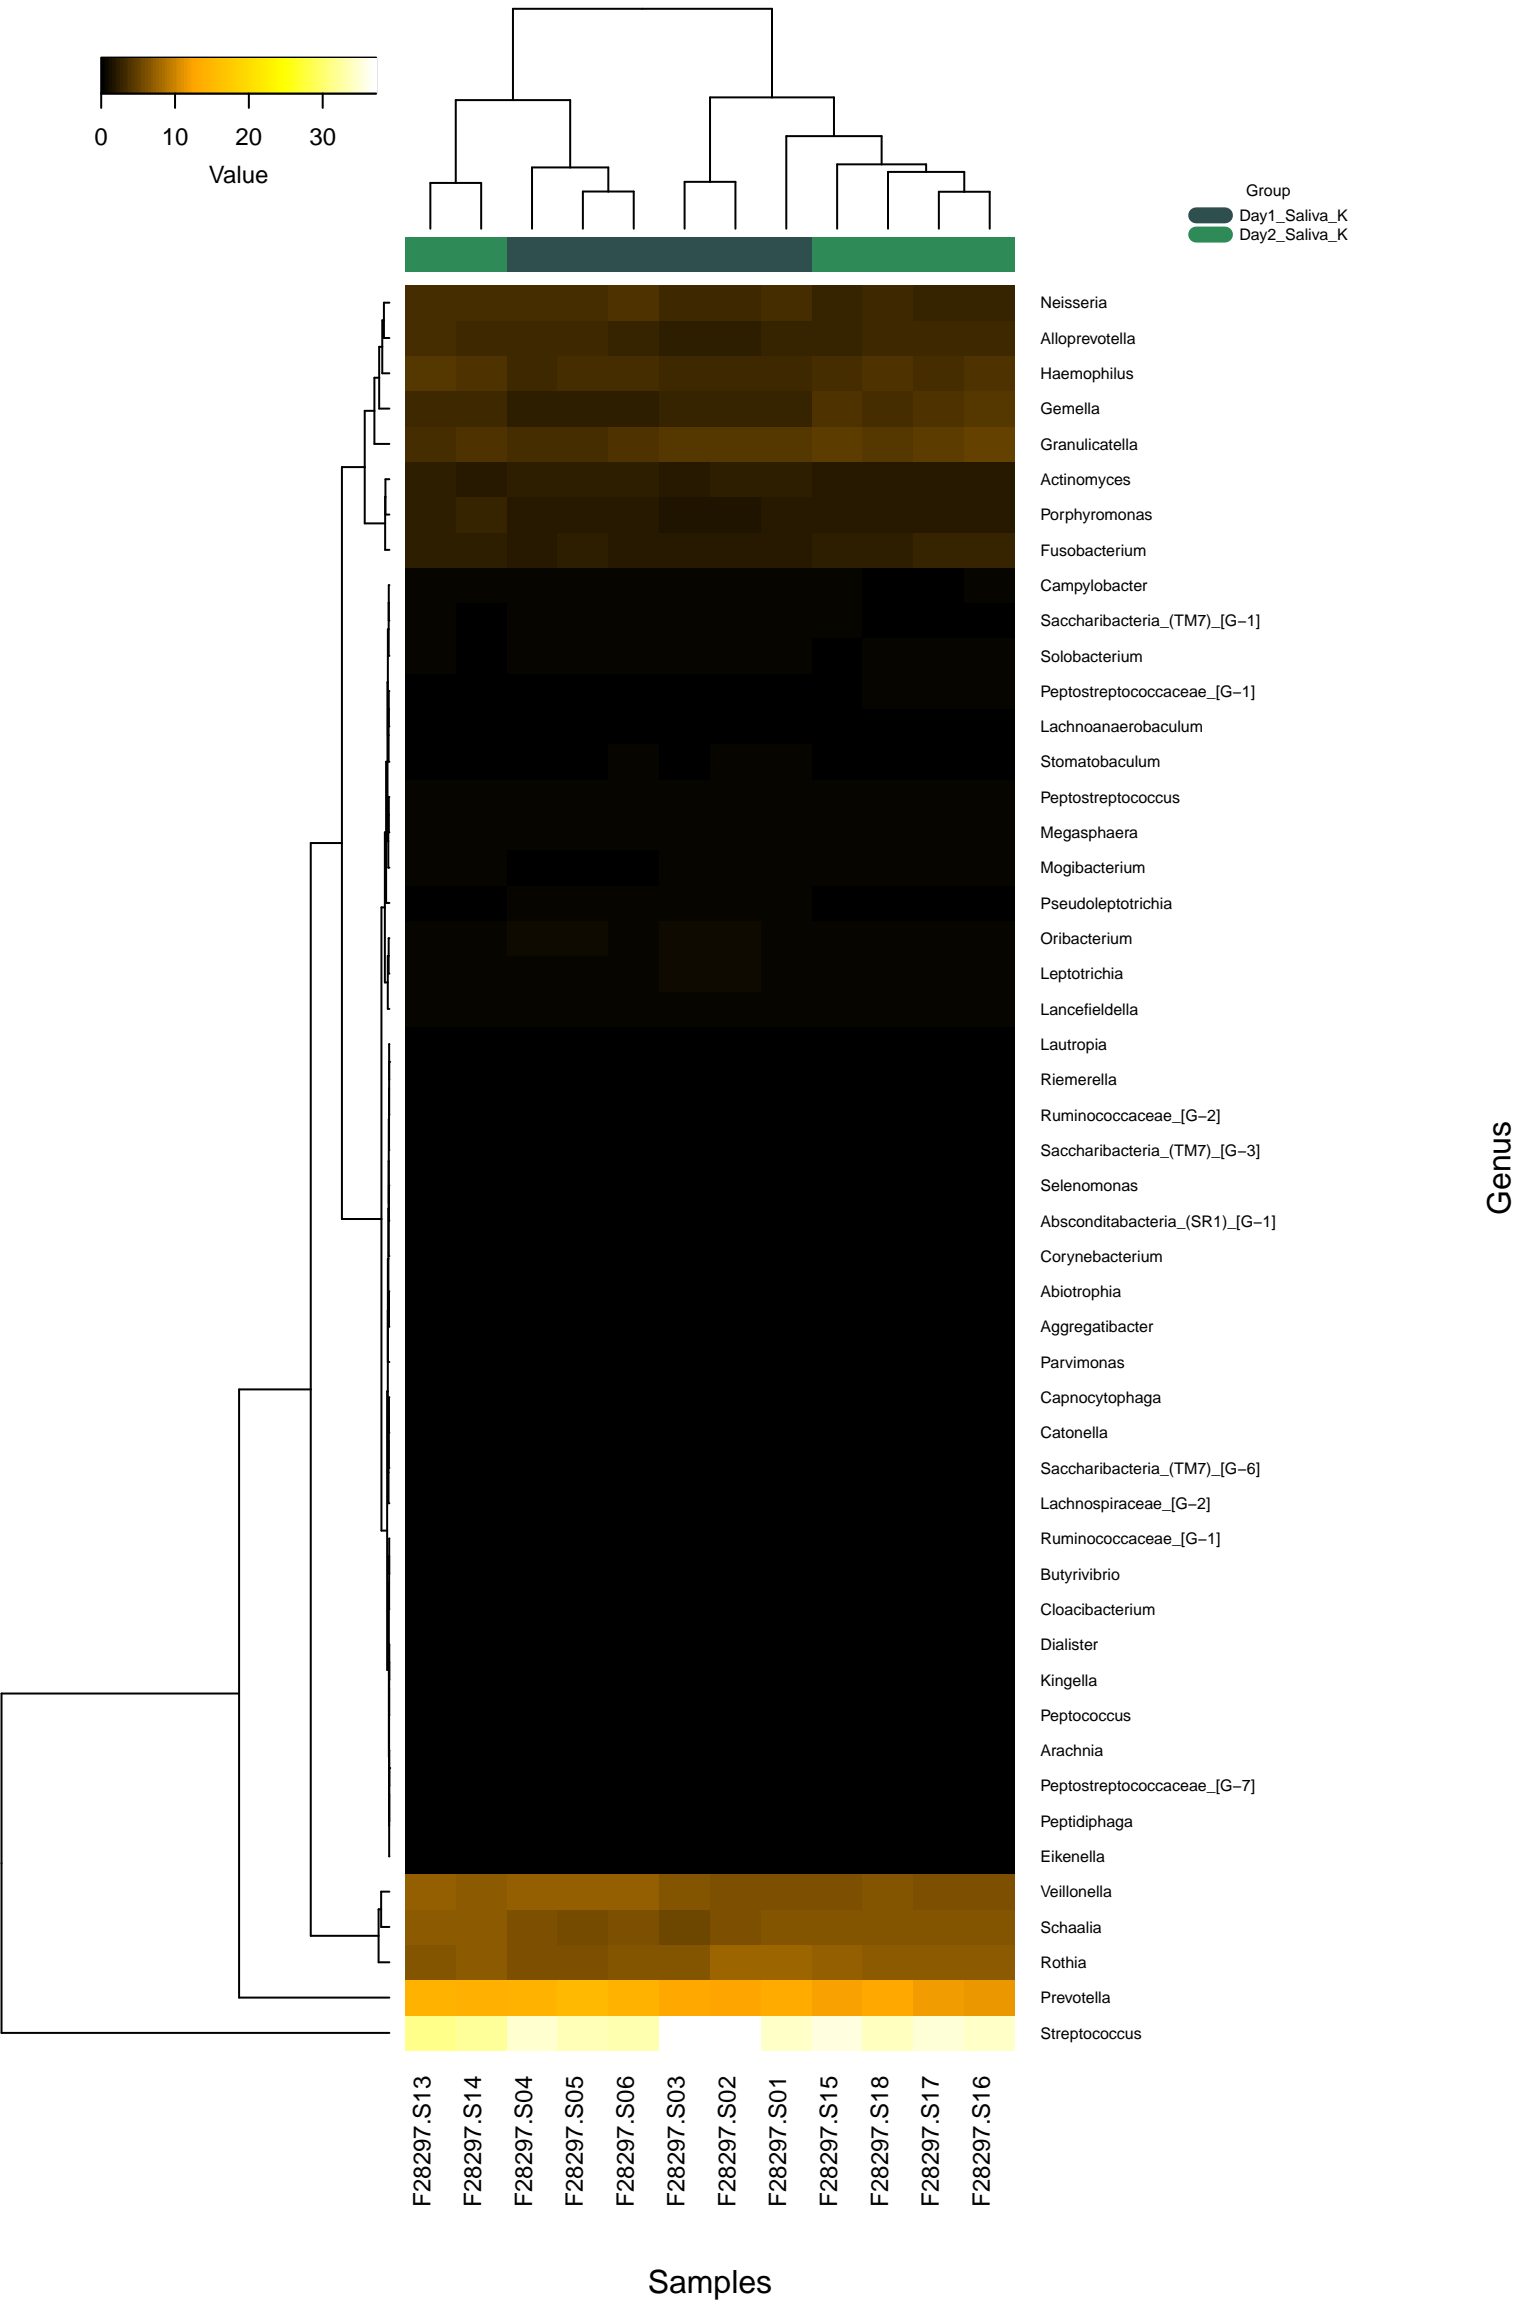 0 10 20 30
Value
Group
Day1_Saliva_K
Day2_Saliva_K
Neisseria
Alloprevotella
Haemophilus
Gemella
Granulicatella
Actinomyces
Porphyromonas
Fusobacterium
Campylobacter
Saccharibacteria_(TM7)_[G−1]
Solobacterium
Peptostreptococcaceae_[G−1]
Lachnoanaerobaculum
Stomatobaculum
Peptostreptococcus
Megasphaera
Mogibacterium
Pseudoleptotrichia
Oribacterium
Leptotrichia
Lancefieldella
Lautropia
Riemerella
Ruminococcaceae_[G−2]
Saccharibacteria_(TM7)_[G−3]
Selenomonas
Absconditabacteria_(SR1)_[G−1]
Corynebacterium
Abiotrophia
Aggregatibacter
Parvimonas
Capnocytophaga
Catonella
Saccharibacteria_(TM7)_[G−6]
Lachnospiraceae_[G−2]
Ruminococcaceae_[G−1]
Butyrivibrio
Cloacibacterium
Dialister
Kingella
Peptococcus
Arachnia
Peptostreptococcaceae_[G−7]
Peptidiphaga
Eikenella
Veillonella
Schaalia
Rothia
Prevotella
Streptococcus
Genus
F28297.S13
F28297.S14
F28297.S04
F28297.S05
F28297.S06
F28297.S03
F28297.S02
F28297.S01
F28297.S15
F28297.S18
F28297.S17
F28297.S16
Samples